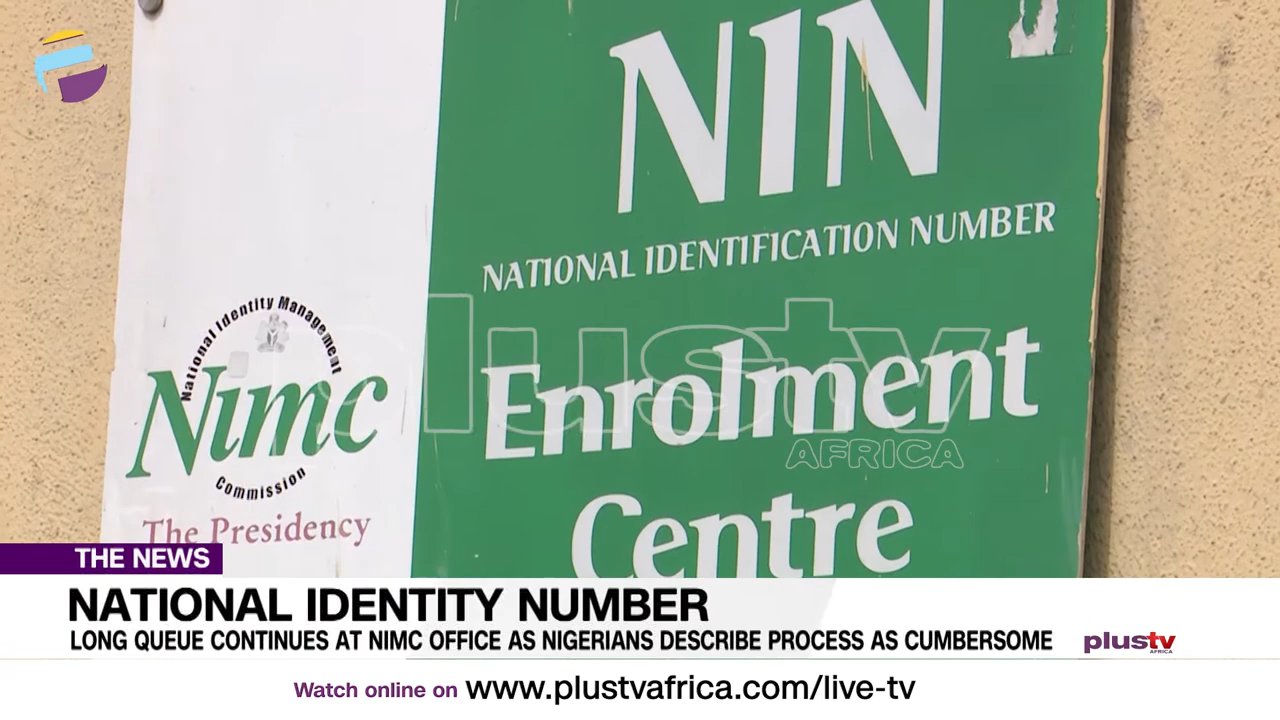 NIN
NATIONAL IDENTIFICATION NUMBER
Enrolment
Centre
National Identity Management
Nimc
Commission
The Presidency
plustv
AFRICA
THE NEWS
NATIONAL IDENTITY NUMBER
LONG QUEUE CONTINUES AT NIMC OFFICE AS NIGERIANS DESCRIBE PROCESS AS CUMBERSOME
plustv
AFRICA
Watch online on www.plustvafrica.com/live-tv